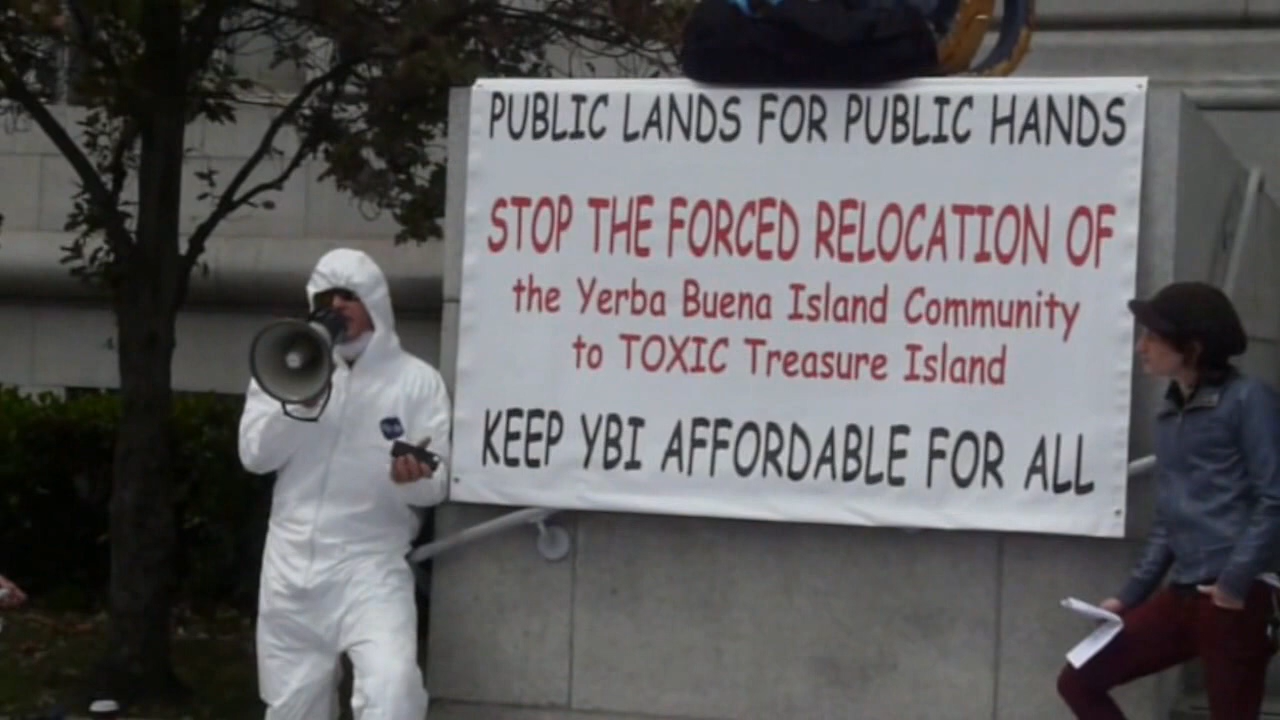 PUBLIC LANDS FOR PUBLIC HANDS
STOP THE FORCED RELOCATION OF
the Yerba Buena Island Community
to TOXIC Treasure Island
KEEP YBI AFFORDABLE FOR ALL